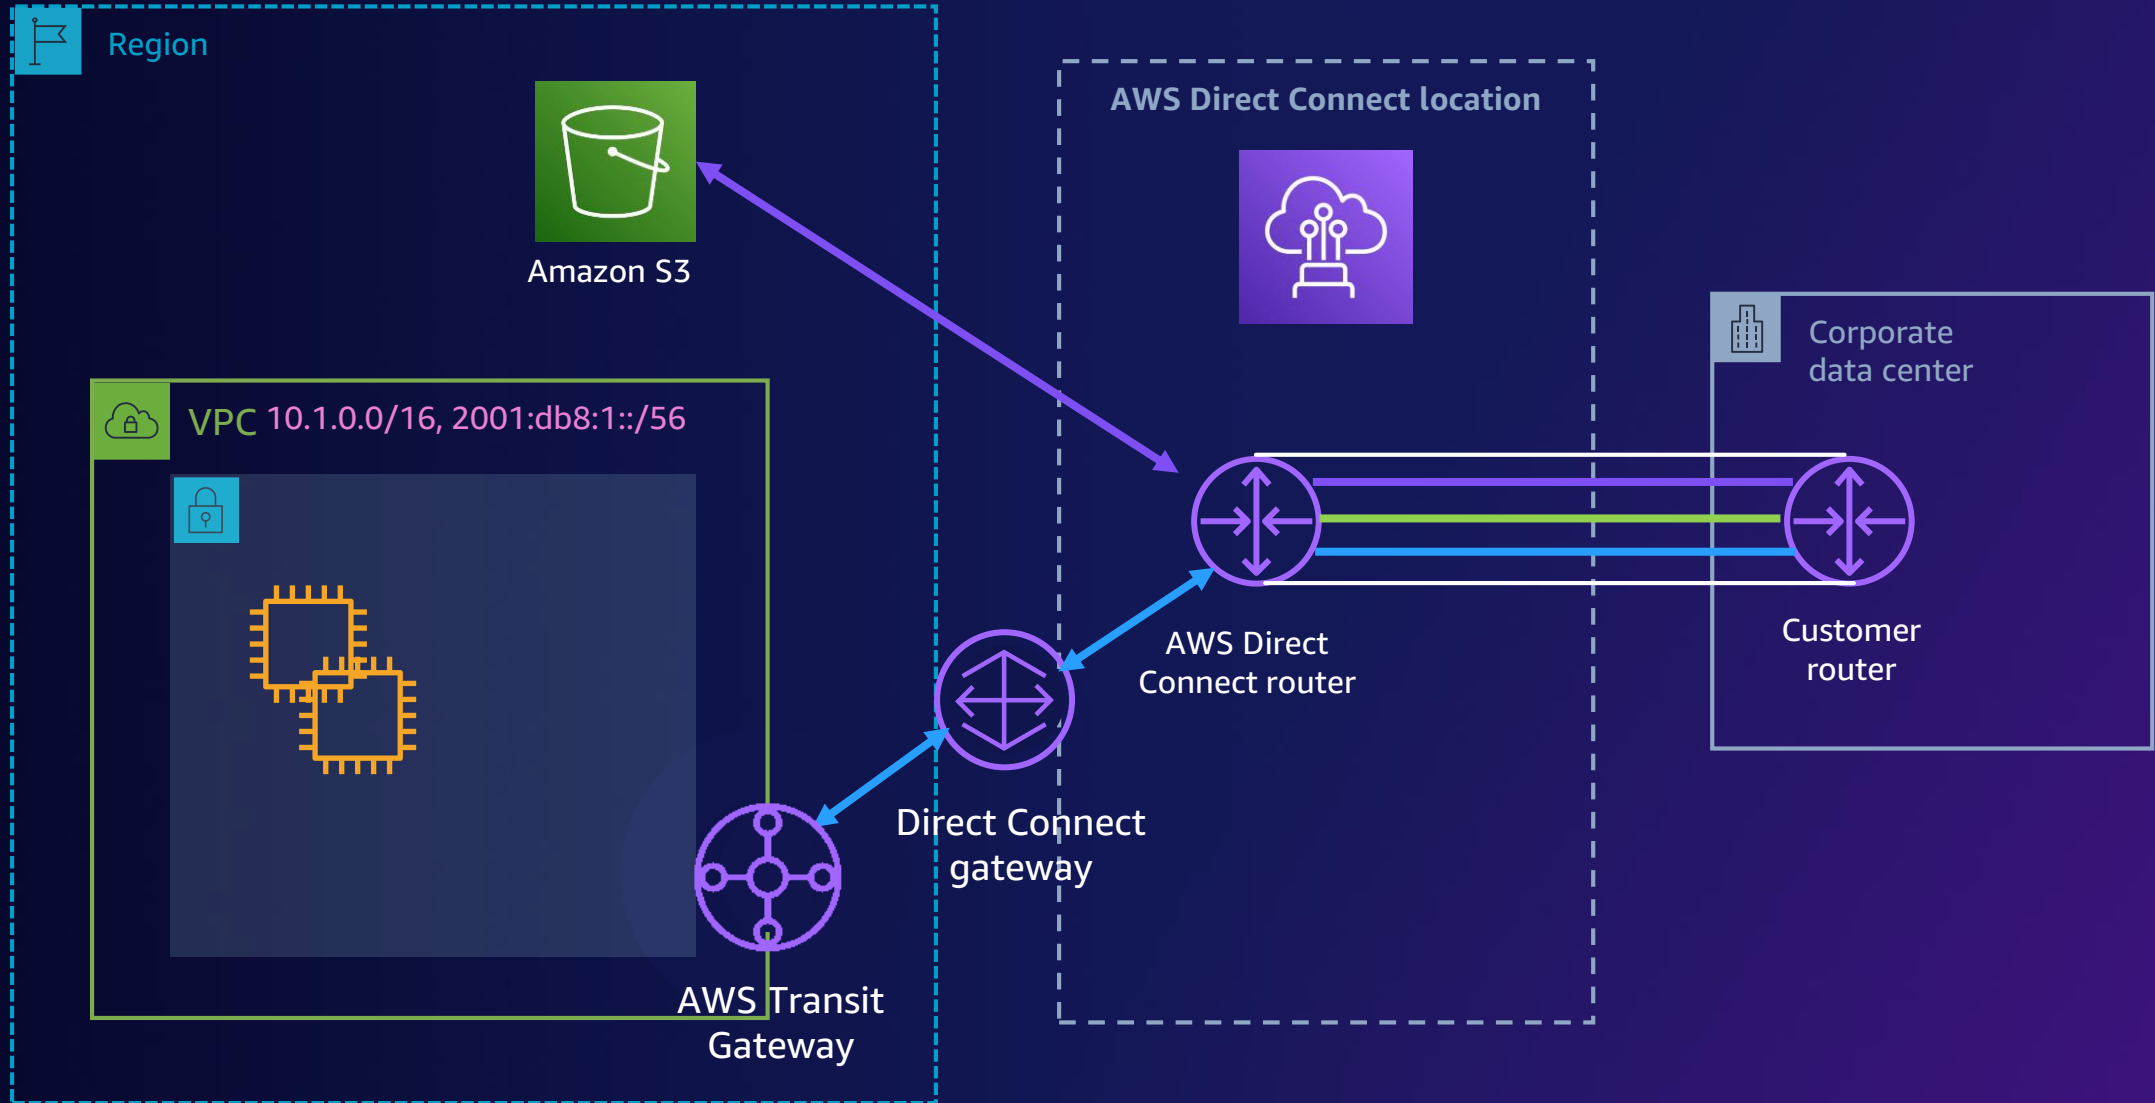 Region
AWS Direct Connect location
Amazon S3
Corporate
data center
VPC 10.1.0.0/16, 2001:db8:1::/56
AWS Direct
Connect router
Customer
router
Direct Connect
gateway
AWS Transit
Gateway